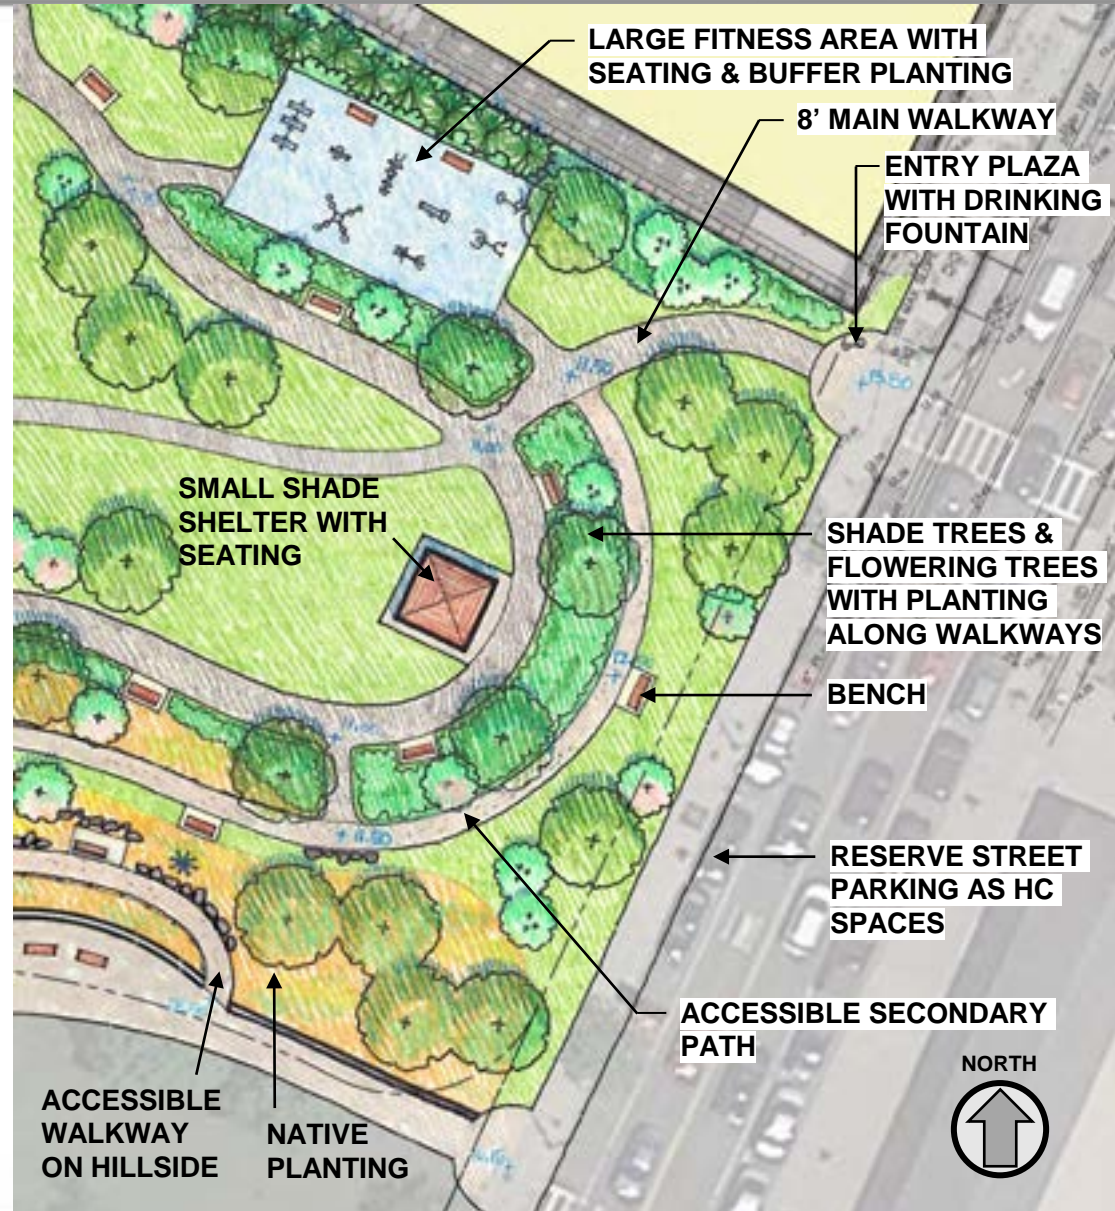 LARGE FITNESS AREA WITH
SEATING & BUFFER PLANTING
8’ MAIN WALKWAY
ENTRY PLAZA
WITH DRINKING
FOUNTAIN
SMALL SHADE
SHELTER WITH
SEATING
SHADE TREES &
FLOWERING TREES
WITH PLANTING
ALONG WALKWAYS
BENCH
11.50
RESERVE STREET
PARKING AS HC
SPACES
ACCESSIBLE SECONDARY
PATH
NORTH
ACCESSIBLE
WALKWAY
ON HILLSIDE
NATIVE
PLANTING